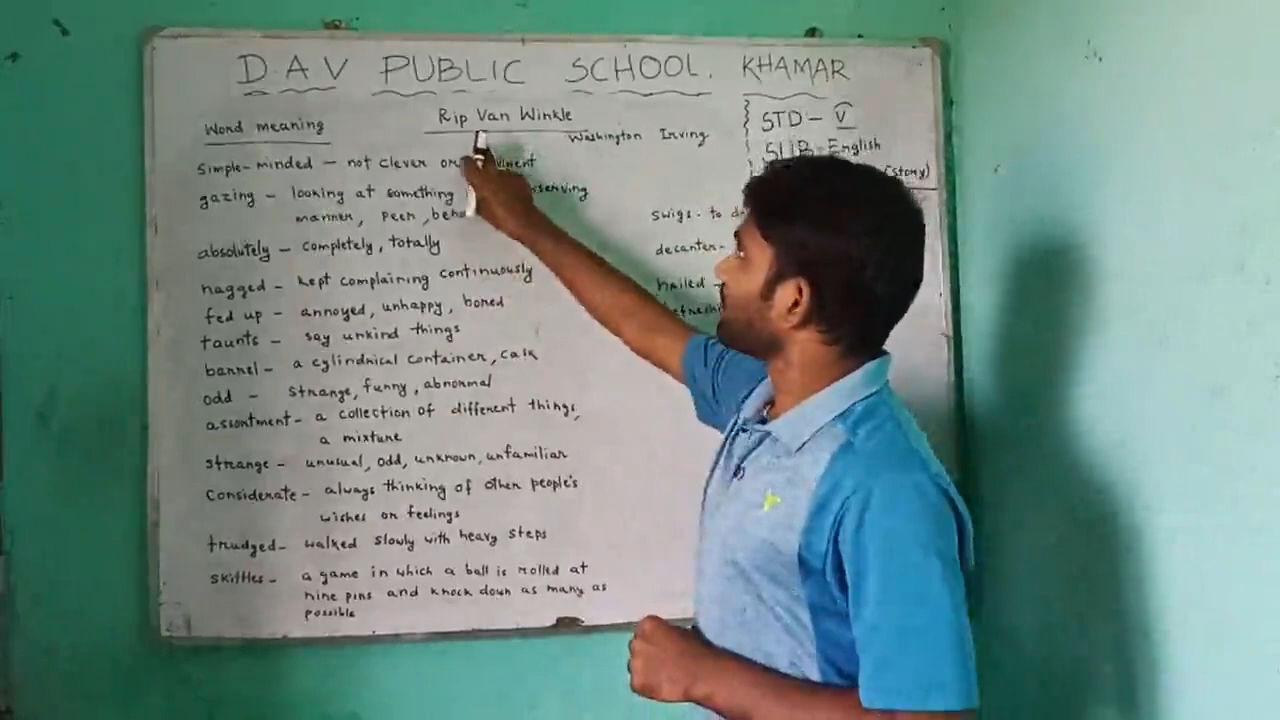 D.A.V PUBLIC SCHOOL. KHAMAR
Rip Van Winkle
Washington Irving
STD - V
SUB - English
(story)
Word meaning
Simple-minded - not clever or
gazing - looking at something
manner, peer,
absolutely - completely, totally
nagged - kept complaining continuously
fed up - annoyed, unhappy, bored
taunts - say unkind things
barrel - a cylindrical container, cask
odd - strange, funny, abnormal
assortment - a collection of different things,
a mixture
strange - unusual, odd, unknown, unfamiliar
Considerate - always thinking of other people's
wishes or feelings
trudged - walked slowly with heavy steps
skittles - a game in which a ball is rolled at
nine pins and knock down as many as
possible
swigs - to
decanter -
hailed -